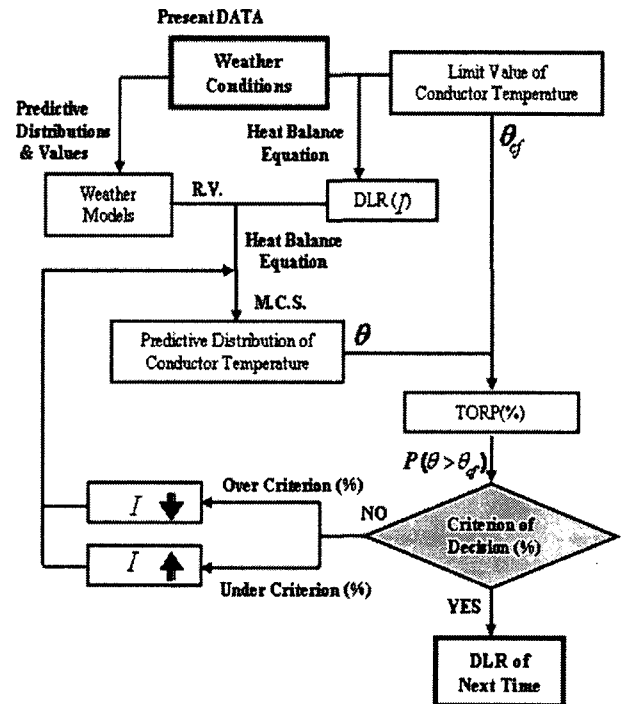 Present DATA
Weather
Conditions
Limit Value of
Conductor Temperature
Predictive
Distributions
& Values
Heat Balance
Equation
θcf
Weather
Models
R.V.
DLR (I)
Heat Balance
Equation
M.C.S.
Predictive Distribution of
Conductor Temperature
θ
TORP(%)
P(θ > θcf)
I
Over Criterion (%)
NO
Criterion of
Decision (%)
I
Under Criterion (%)
YES
DLR of
Next Time